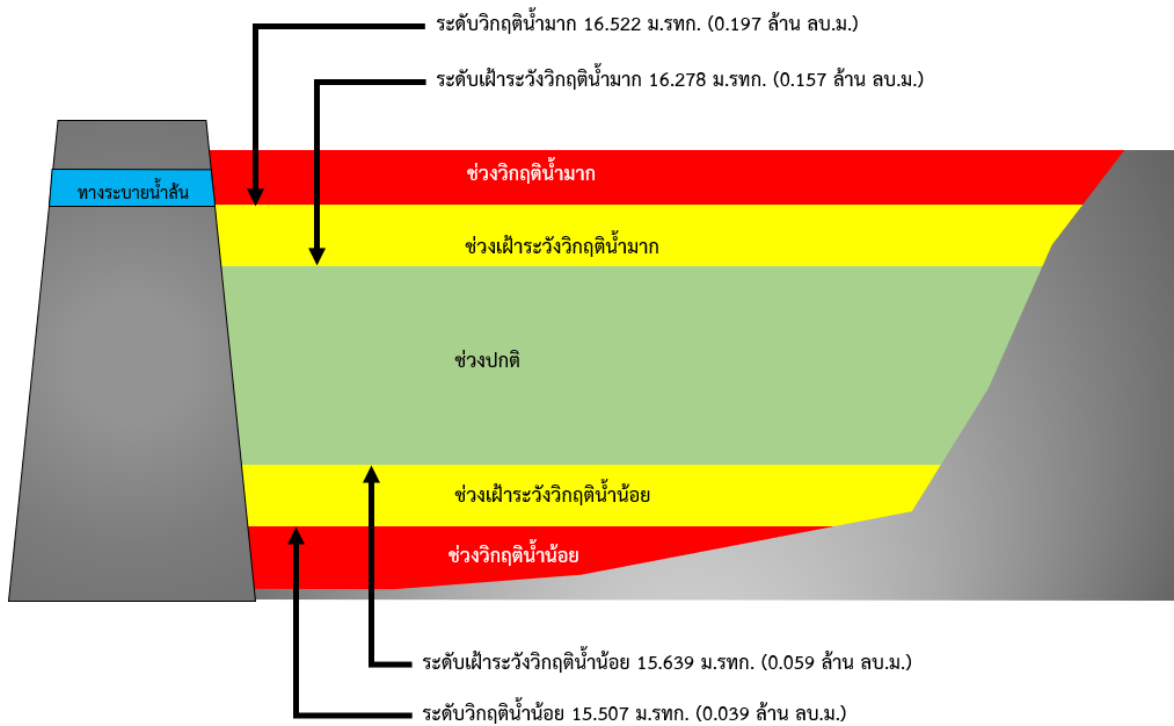 ระดับวิกฤติน้ำมาก 16.522 ม.รทก. (0.197 ล้าน ลบ.ม.)
ระดับเฝ้าระวังวิกฤติน้ำมาก 16.278 ม.รทก. (0.157 ล้าน ลบ.ม.)
ช่วงวิกฤติน้ำมาก
ทางระบายน้ำล้น
ช่วงเฝ้าระวังวิกฤติน้ำมาก
ช่วงปกติ
ช่วงเฝ้าระวังวิกฤติน้ำน้อย
ช่วงวิกฤติน้ำน้อย
ระดับเฝ้าระวังวิกฤติน้ำน้อย 15.639 ม.รทก. (0.059 ล้าน ลบ.ม.)
ระดับวิกฤติน้ำน้อย 15.507 ม.รทก. (0.039 ล้าน ลบ.ม.)